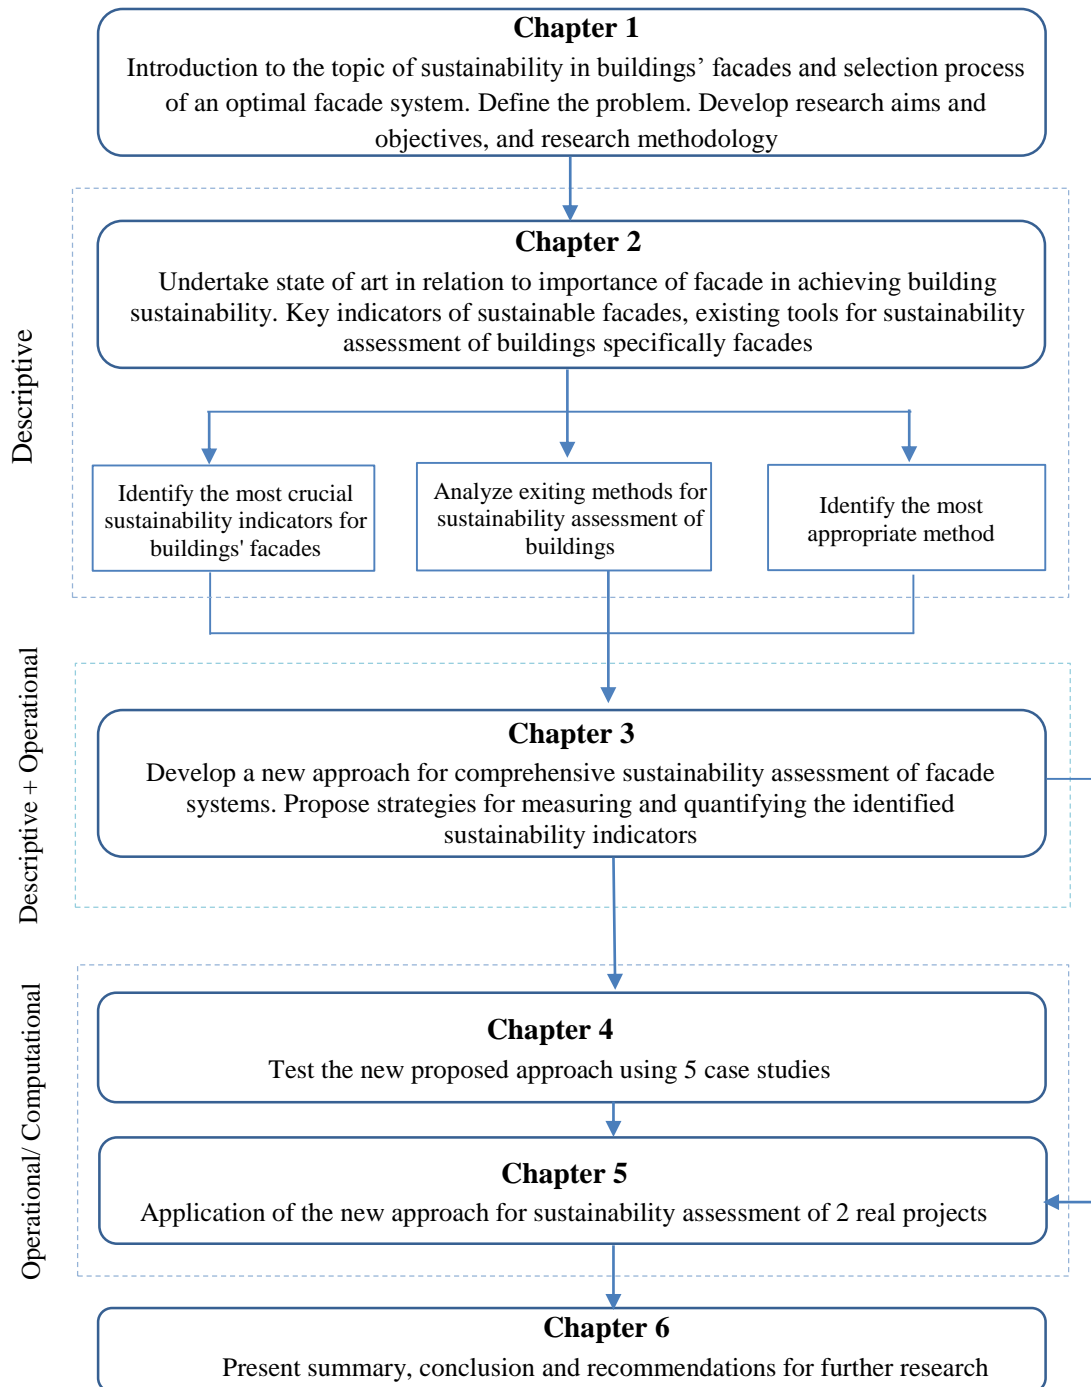 Chapter 1
Introduction to the topic of sustainability in buildings’ facades and selection process
of an optimal facade system. Define the problem. Develop research aims and
objectives, and research methodology
Descriptive
Chapter 2
Undertake state of art in relation to importance of facade in achieving building
sustainability. Key indicators of sustainable facades, existing tools for sustainability
assessment of buildings specifically facades
Identify the most crucial
sustainability indicators for
buildings' facades
Analyze exiting methods for
sustainability assessment of
buildings
Identify the most
appropriate method
Descriptive + Operational
Chapter 3
Develop a new approach for comprehensive sustainability assessment of facade
systems. Propose strategies for measuring and quantifying the identified
sustainability indicators
Operational/ Computational
Chapter 4
Test the new proposed approach using 5 case studies
Chapter 5
Application of the new approach for sustainability assessment of 2 real projects
Chapter 6
Present summary, conclusion and recommendations for further research